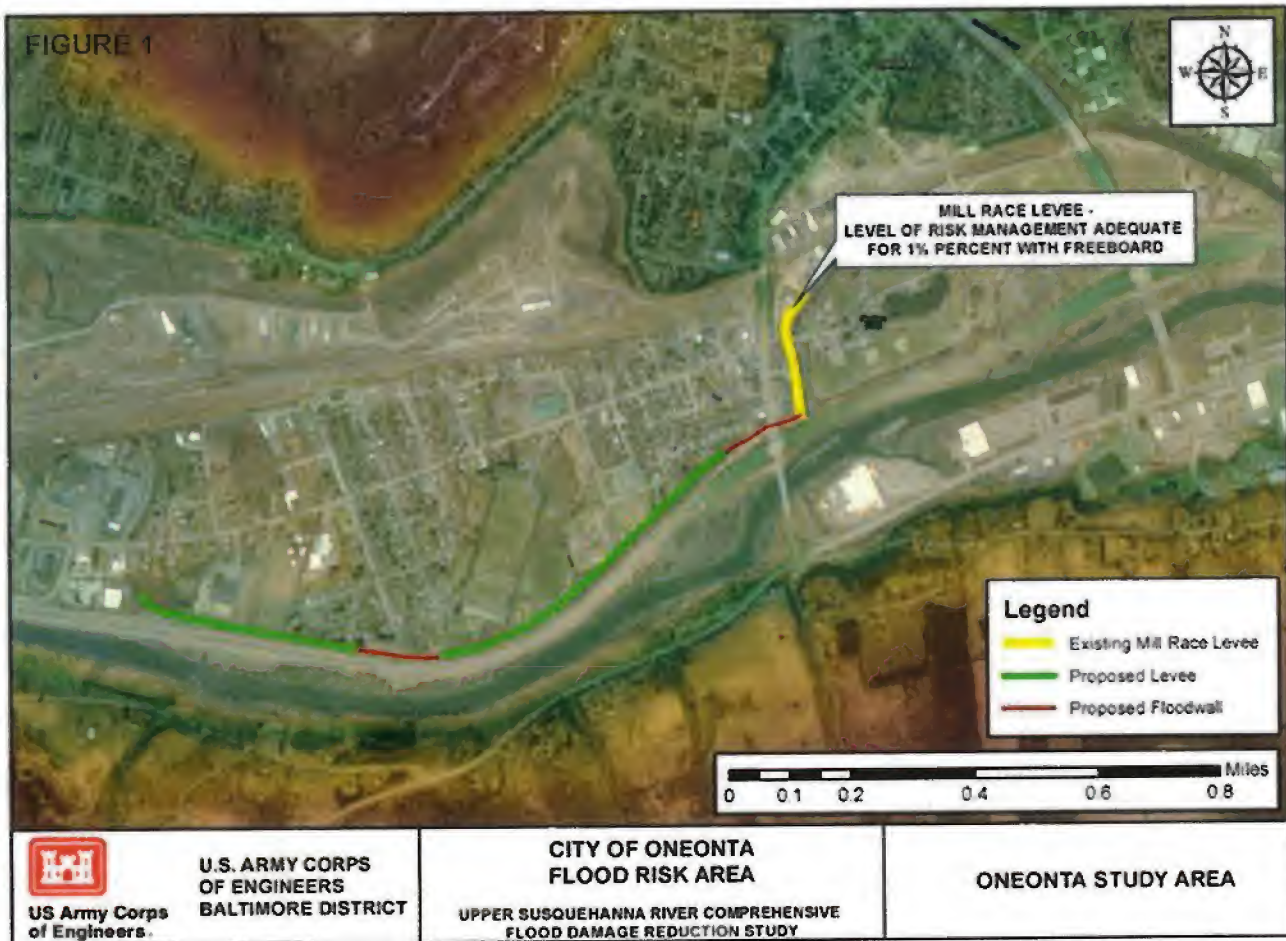 FIGURE 1
N
W E
S
MILL RACE LEVEE -
LEVEL OF RISK MANAGEMENT ADEQUATE
FOR 1% PERCENT WITH FREEBOARD
Legend
Existing Mill Race Levee
Proposed Levee
Proposed Floodwall
Miles
0 0.1 0.2 0.4 0.6 0.8
US Army Corps
of Engineers.
U.S. ARMY CORPS
OF ENGINEERS
BALTIMORE DISTRICT
CITY OF ONEONTA
FLOOD RISK AREA
UPPER SUSQUEHANNA RIVER COMPREHENSIVE
FLOOD DAMAGE REDUCTION STUDY
ONEONTA STUDY AREA